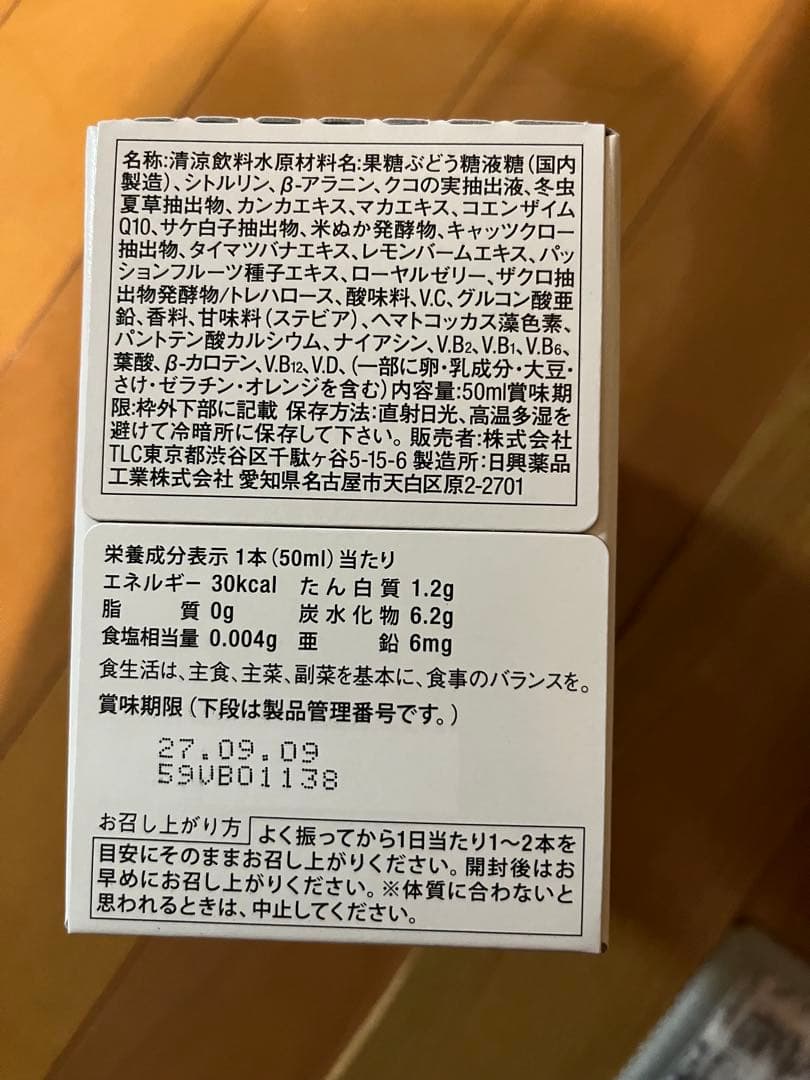 名称:清涼飲料水原材料名:果糖ぶどう糖液糖(国内
製造)、シトルリン、β-アラニン、クコの実抽出液、冬虫
夏草抽出物、カンカエキス、マカエキス、コエンザイム
Q10、サケ白子抽出物、米ぬか発酵物、キャッツクロー
抽出物、タイマツバナエキス、レモンバームエキス、パッ
ションフルーツ種子エキス、ローヤルゼリー、ザクロ抽
出物発酵物/トレハロース、酸味料、V.C、グルコン酸亜
鉛、香料、甘味料(ステビア)、ヘマトコッカス藻色素、
パントテン酸カルシウム、ナイアシン、V.B2、V.B1、V.B6、
葉酸、β-カロテン、V.B12、V.D、(一部に卵・乳成分・大豆・
さけ・ゼラチン・オレンジを含む)内容量:50ml賞味期
限:枠外下部に記載 保存方法:直射日光、高温多湿を
避けて冷暗所に保存して下さい。販売者:株式会社
TLC東京都渋谷区千駄ヶ谷5-15-6 製造所:日興薬品
工業株式会社 愛知県名古屋市天白区原2-2701
栄養成分表示 1本(50ml)当たり
エネルギー 30kcal たん白質 1.2g
脂質 0g 炭水化物 6.2g
食塩相当量 0.004g 亜鉛 6mg
食生活は、主食、主菜、副菜を基本に、食事のバランスを。
賞味期限(下段は製品管理番号です。)
27.09.09
59VB01138
お召し上がり方 よく振ってから1日当たり1〜2本を
目安にそのままお召し上がりください。開封後はお
早めにお召し上がりください。※体質に合わないと
思われるときは、中止してください。